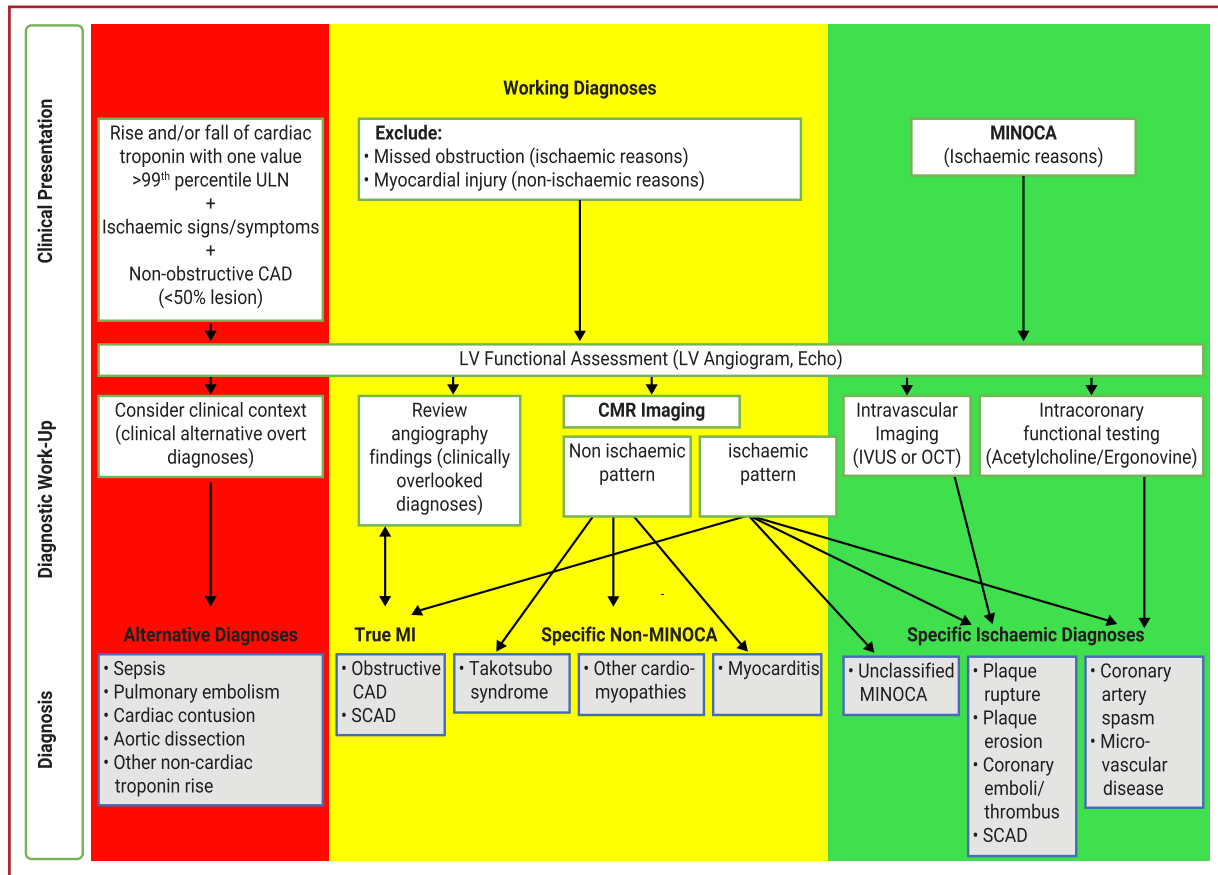 Clinical Presentation
Diagnostic Work-Up
Diagnosis
Working Diagnoses
Rise and/or fall of cardiac
troponin with one value
>99th percentile ULN
+
Ischaemic signs/symptoms
+
Non-obstructive CAD
(<50% lesion)
Exclude:
• Missed obstruction (ischaemic reasons)
• Myocardial injury (non-ischaemic reasons)
MINOCA
(Ischaemic reasons)
LV Functional Assessment (LV Angiogram, Echo)
Consider clinical context
(clinical alternative overt
diagnoses)
Review
angiography
findings (clinically
overlooked
diagnoses)
CMR Imaging
Non ischaemic
pattern
ischaemic
pattern
Intravascular
Imaging
(IVUS or OCT)
Intracoronary
functional testing
(Acetylcholine/Ergonovine)
Alternative Diagnoses
• Sepsis
• Pulmonary embolism
• Cardiac contusion
• Aortic dissection
• Other non-cardiac
troponin rise
True MI
• Obstructive
CAD
• SCAD
Specific Non-MINOCA
• Takotsubo
syndrome
• Other cardio-
myopathies
• Myocarditis
Specific Ischaemic Diagnoses
• Unclassified
MINOCA
• Plaque
rupture
• Plaque
erosion
• Coronary
emboli/
thrombus
• SCAD
• Coronary
artery
spasm
• Micro-
vascular
disease